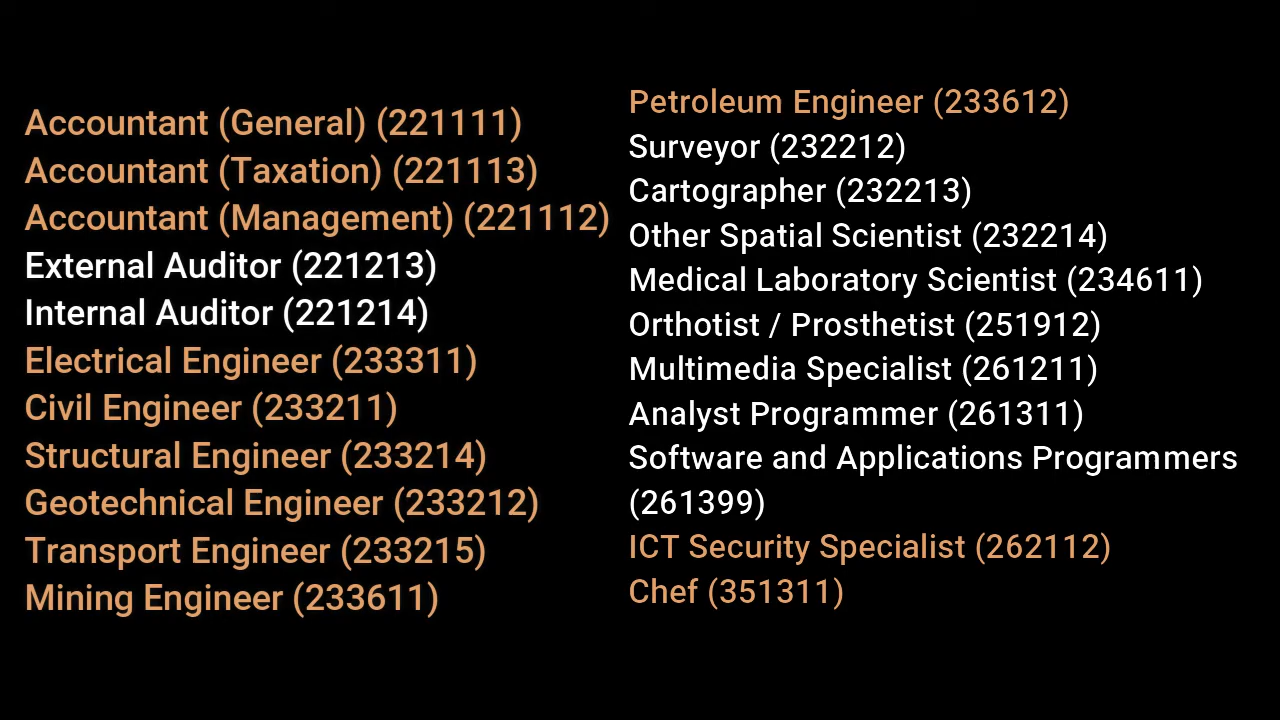 Accountant (General) (221111)
Accountant (Taxation) (221113)
Accountant (Management) (221112)
External Auditor (221213)
Internal Auditor (221214)
Electrical Engineer (233311)
Civil Engineer (233211)
Structural Engineer (233214)
Geotechnical Engineer (233212)
Transport Engineer (233215)
Mining Engineer (233611)
Petroleum Engineer (233612)
Surveyor (232212)
Cartographer (232213)
Other Spatial Scientist (232214)
Medical Laboratory Scientist (234611)
Orthotist / Prosthetist (251912)
Multimedia Specialist (261211)
Analyst Programmer (261311)
Software and Applications Programmers
(261399)
ICT Security Specialist (262112)
Chef (351311)